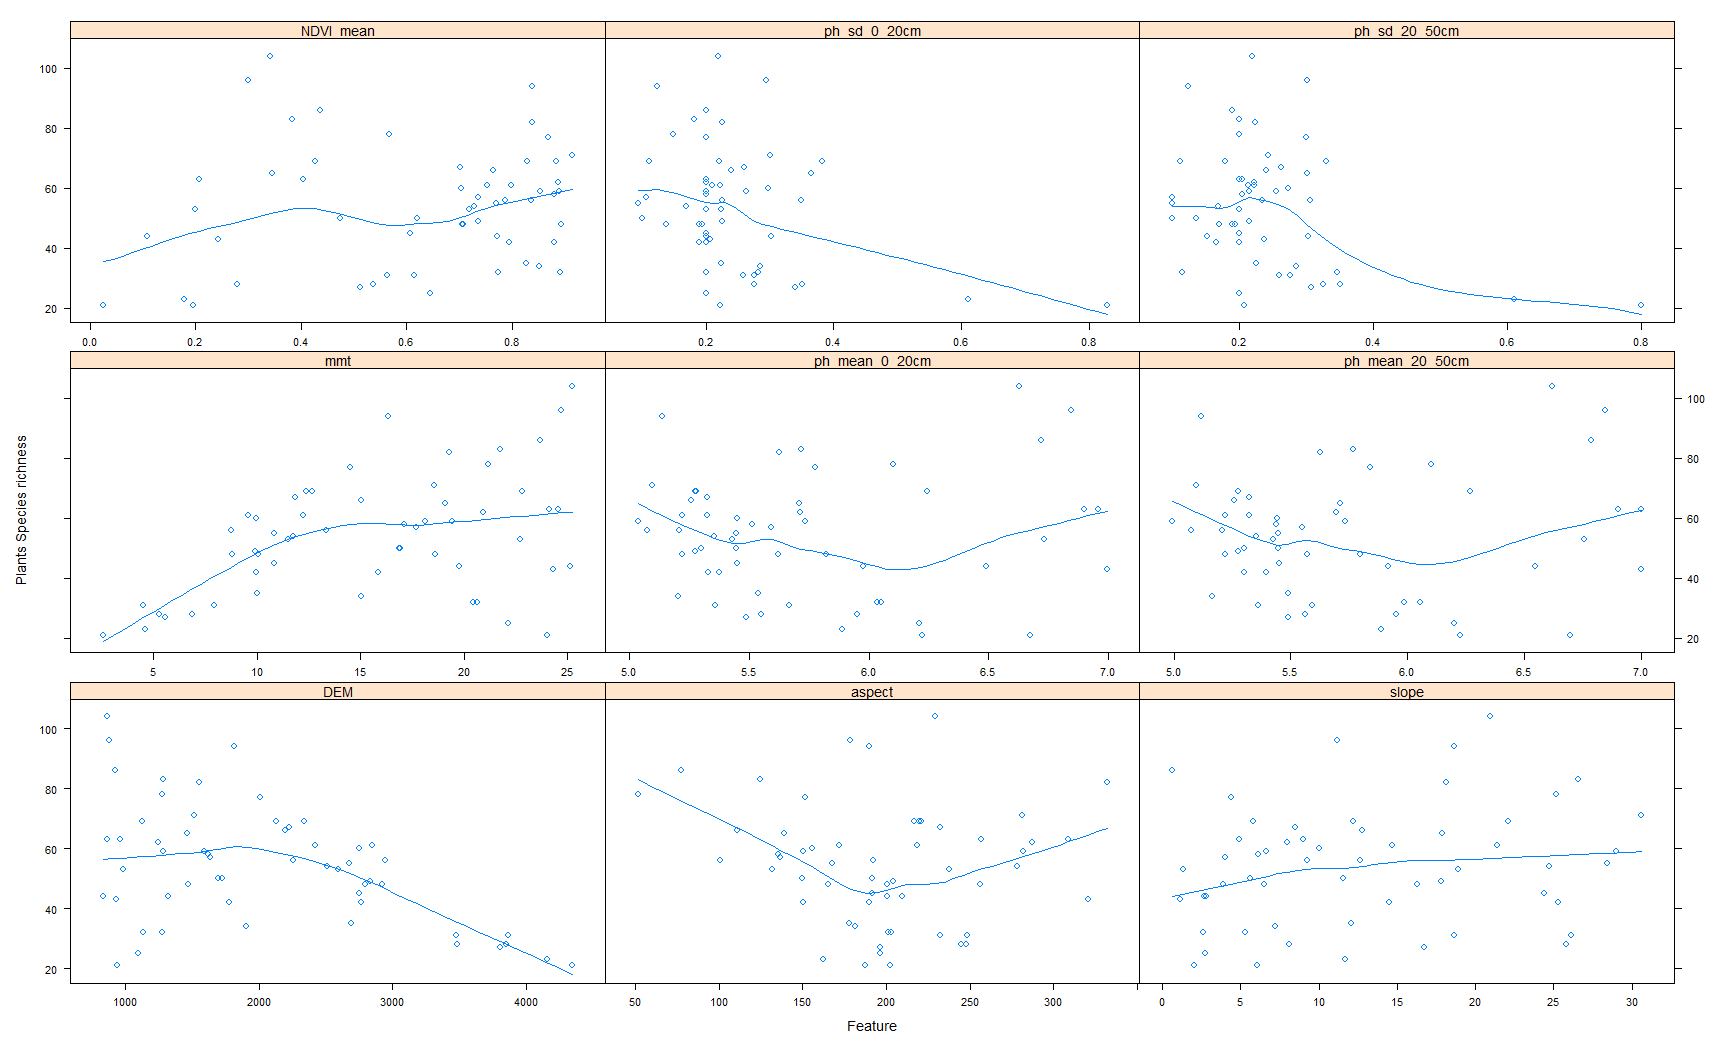 NDVI_mean ph_sd_0_20cm ph_sd_20_50cm
100
80
60
40
20
0.0 0.2 0.4 0.6 0.8 0.2 0.4 0.6 0.8 0.2 0.4 0.6 0.8
mmt ph_mean_0_20cm ph_mean_20_50cm
100
80
60
40
20
5 10 15 20 25 5.0 5.5 6.0 6.5 7.0 5.0 5.5 6.0 6.5 7.0
DEM aspect slope
100
80
60
40
20
1000 2000 3000 4000 50 100 150 200 250 300 0 5 10 15 20 25 30
Plants Species richness
Feature